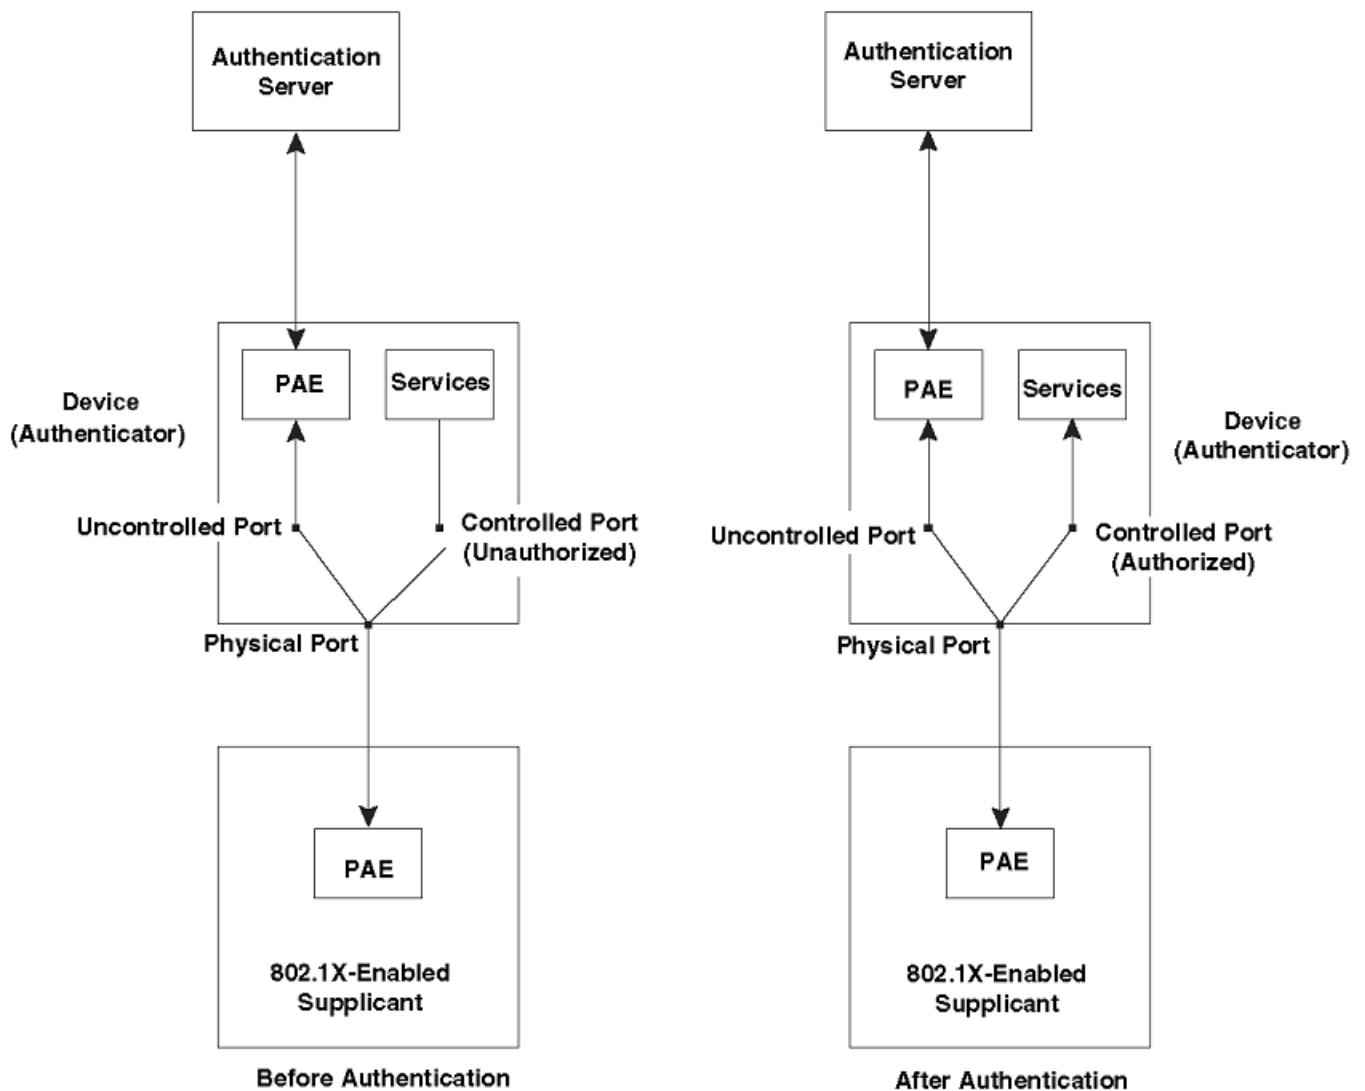 Authentication
Server
PAE
Services
Device
(Authenticator)
Uncontrolled Port
Controlled Port
(Unauthorized)
Physical Port
PAE
802.1X-Enabled
Supplicant
Before Authentication
Authentication
Server
PAE
Services
Device
(Authenticator)
Uncontrolled Port
Controlled Port
(Authorized)
Physical Port
PAE
802.1X-Enabled
Supplicant
After Authentication